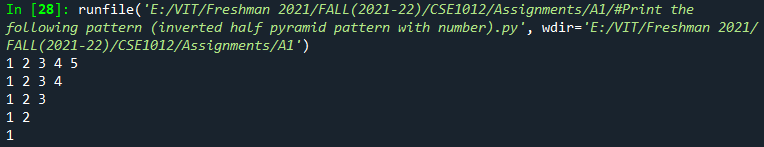 In [28]: runfile('E:/VIT/Freshman 2021/FALL(2021-22)/CSE1012/Assignments/A1/#Print the
following pattern (inverted half pyramid pattern with number).py', wdir='E:/VIT/Freshman 2021/
FALL(2021-22)/CSE1012/Assignments/A1')
1 2 3 4 5
1 2 3 4
1 2 3
1 2
1